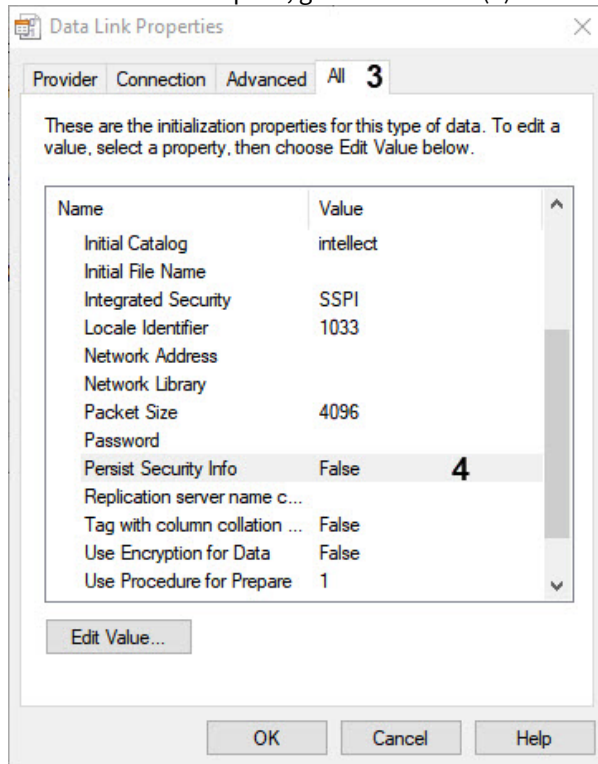 Data Link Properties
Provider Connection Advanced All 3
These are the initialization properties for this type of data. To edit a
value, select a property, then choose Edit Value below.
Name Value
Initial Catalog intellect
Initial File Name
Integrated Security SSPI
Locale Identifier 1033
Network Address
Network Library
Packet Size 4096
Password
Persist Security Info False 4
Replication server name c...
Tag with column collation ... False
Use Encryption for Data False
Use Procedure for Prepare 1
Edit Value...
OK Cancel Help